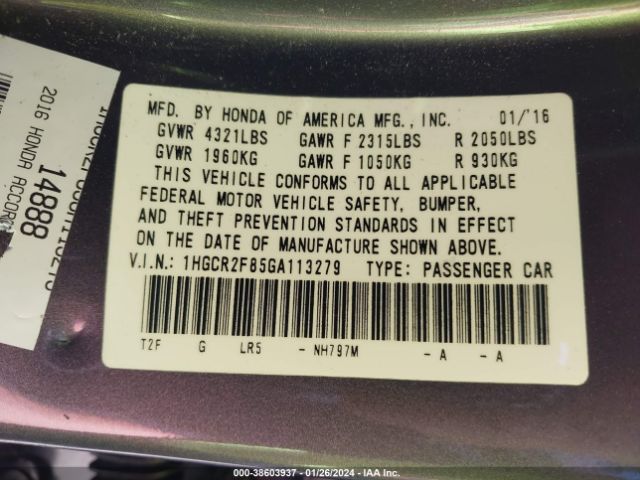 MFD. BY HONDA OF AMERICA MFG., INC. 01/'16
GVWR 4321LBS GAWR F 2315LBS R 2050LBS
GVWR 1960KG GAWR F 1050KG R 930KG
THIS VEHICLE CONFORMS TO ALL APPLICABLE
FEDERAL MOTOR VEHICLE SAFETY, BUMPER,
AND THEFT PREVENTION STANDARDS IN EFFECT
ON THE DATE OF MANUFACTURE SHOWN ABOVE.
V.I.N.: 1HGCR2F85GA113279 TYPE: PASSENGER CAR
T2F G LR5 - NH797M - A - A
2016 HONDA ACCORD
14888
000-38603937 - 01/26/2024 - IAA Inc.